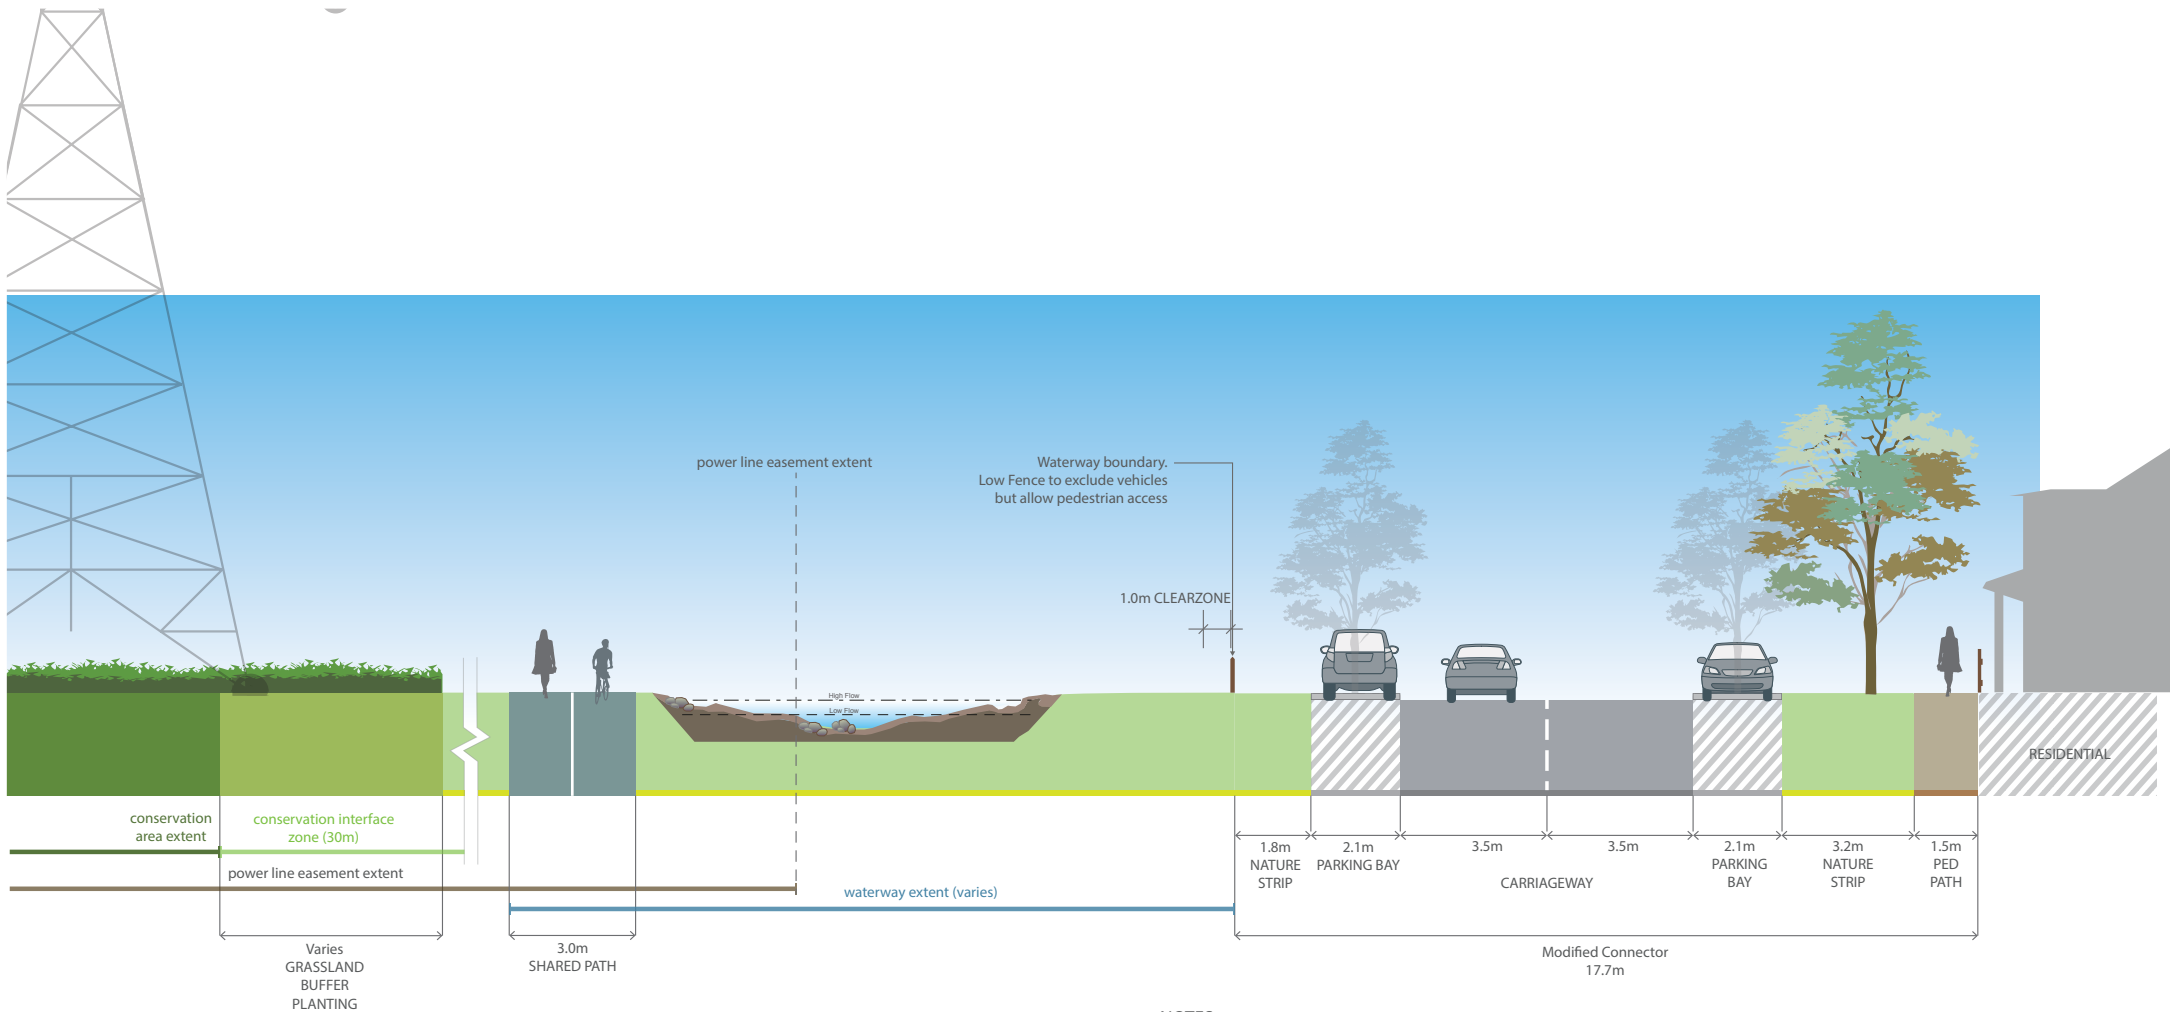 power line easement extent
Waterway boundary.
Low Fence to exclude vehicles
but allow pedestrian access
1.0m CLEARZONE
High Flow
Low Flow
RESIDENTIAL
conservation
area extent
conservation interface
zone (30m)
power line easement extent
waterway extent (varies)
1.8m
NATURE
STRIP
2.1m
PARKING BAY
3.5m
3.5m
CARRIAGEWAY
2.1m
PARKING
BAY
3.2m
NATURE
STRIP
1.5m
PED
PATH
Varies
GRASSLAND
BUFFER
PLANTING
3.0m
SHARED PATH
Modified Connector
17.7m